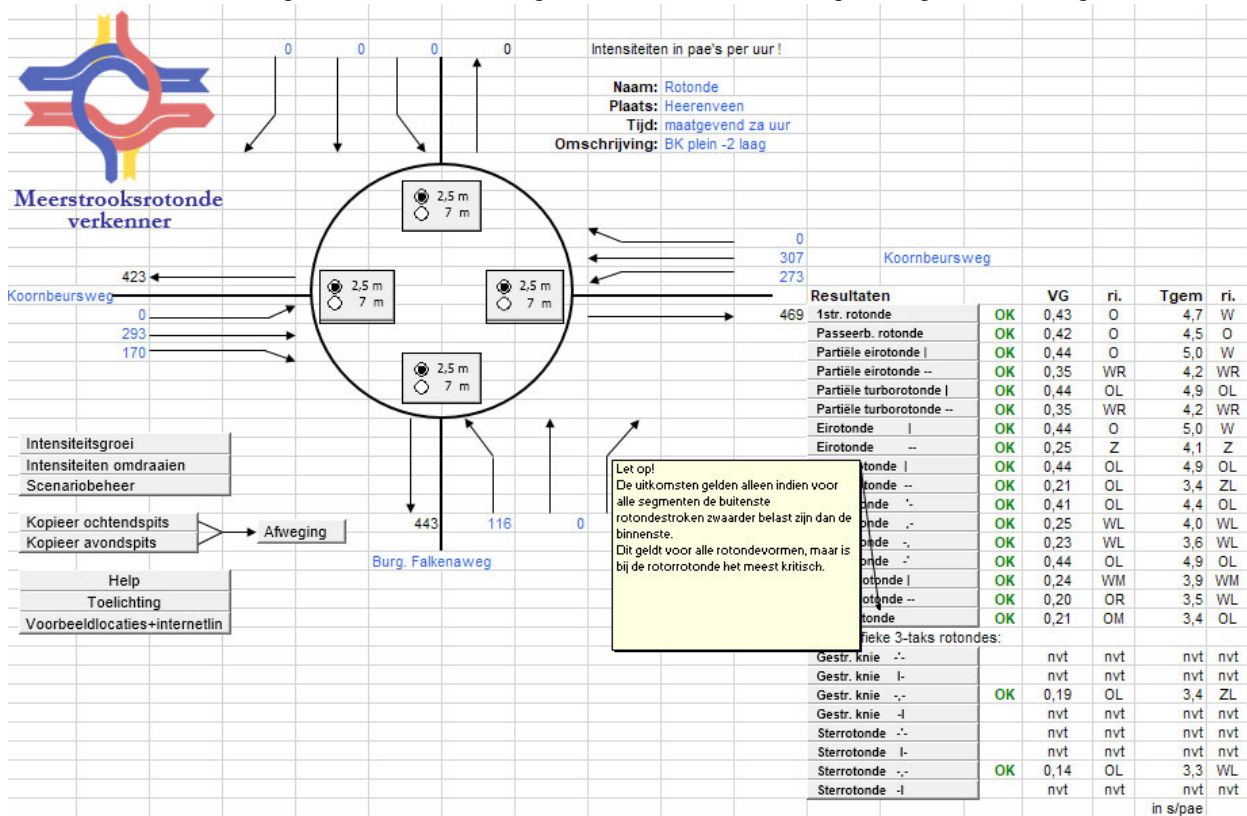 0 0 0 0 Intensiteiten in pae's per uur !
Naam: Rotonde
Plaats: Heerenveen
Tijd: maatgevend za uur
Omschrijving: BK plein -2 laag
Meerstrooksrotonde
verkenner
2,5 m
7 m
0
307 Koornbeursweg
273
423
Koornbeursweg
2,5 m
7 m
2,5 m
7 m
0
293
170
469
2,5 m
7 m
443 116 0
Burg. Falkenaweg
Intensiteitsgroei
Intensiteiten omdraaien
Scenariobeheer
Kopieer ochtendspits
Kopieer avondspits
Afweging
Help
Toelichting
Voorbeeldlocaties+internetlin
Let op!
De uitkomsten gelden alleen indien voor
alle segmenten de buitenste
rotondestroken zwaarder belast zijn dan de
binnenste.
Dit geldt voor alle rotondevormen, maar is
bij de rotorrotonde het meest kritisch.
Resultaten VG ri. Tgem ri.
1str. rotonde OK 0,43 O 4,7 W
Passeerb. rotonde OK 0,42 O 4,5 O
Partiële eirotonde | OK 0,44 O 5,0 W
Partiële eirotonde -- OK 0,35 WR 4,2 WR
Partiële turborotonde | OK 0,44 OL 4,9 OL
Partiële turborotonde -- OK 0,35 WR 4,2 WR
Eirotonde | OK 0,44 O 5,0 W
Eirotonde -- OK 0,25 Z 4,1 Z
tonde | OK 0,44 OL 4,9 OL
tonde -- OK 0,21 OL 3,4 ZL
nde '- OK 0,41 OL 4,4 OL
onde ,- OK 0,25 WL 4,0 WL
onde -, OK 0,23 WL 3,6 WL
onde -' OK 0,44 OL 4,9 OL
otonde | OK 0,24 WM 3,9 WM
otonde -- OK 0,20 OR 3,5 WL
tonde OK 0,21 OM 3,4 OL
fieke 3-taks rotondes:
Gestr. knie -'- nvt nvt nvt nvt
Gestr. knie |- nvt nvt nvt nvt
Gestr. knie -,- OK 0,19 OL 3,4 ZL
Gestr. knie -| nvt nvt nvt nvt
Sterrotonde -'- nvt nvt nvt nvt
Sterrotonde |- nvt nvt nvt nvt
Sterrotonde -,- OK 0,14 OL 3,3 WL
Sterrotonde -| nvt nvt nvt nvt
in s/pae